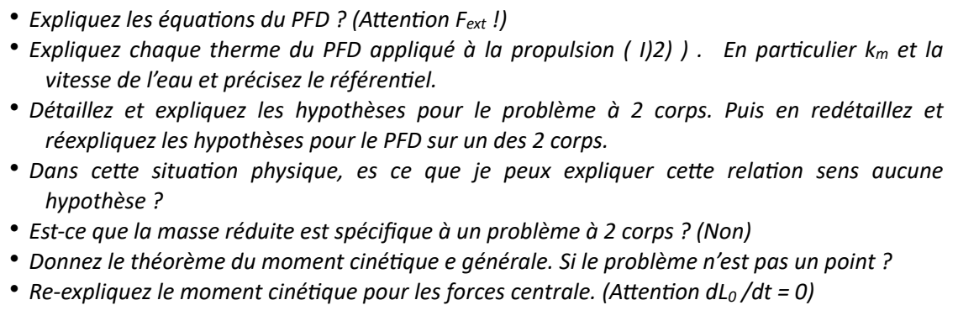 • Expliquez les équations du PFD ? (Attention Fext !)
• Expliquez chaque therme du PFD appliqué à la propulsion ( I)2) ) . En particulier km et la
vitesse de l'eau et précisez le référentiel.
• Détaillez et expliquez les hypothèses pour le problème à 2 corps. Puis en redétaillez et
réexpliquez les hypothèses pour le PFD sur un des 2 corps.
• Dans cette situation physique, es ce que je peux expliquer cette relation sens aucune
hypothèse ?
• Est-ce que la masse réduite est spécifique à un problème à 2 corps ? (Non)
• Donnez le théorème du moment cinétique e générale. Si le problème n'est pas un point ?
• Re-expliquez le moment cinétique pour les forces centrale. (Attention dL0 /dt = 0)